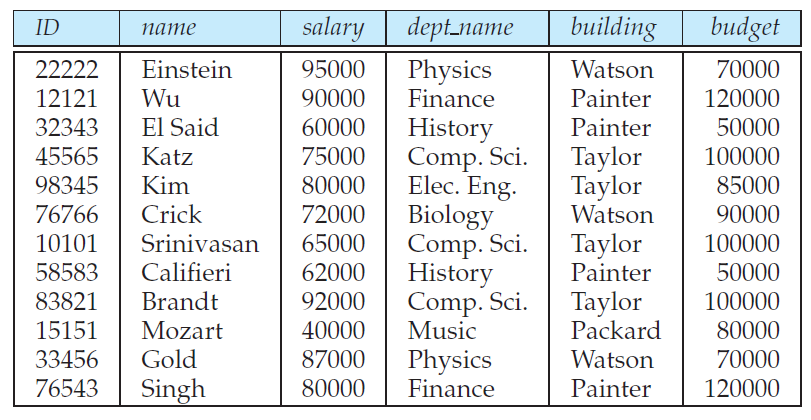 ID name salary dept_name building budget
22222 Einstein 95000 Physics Watson 70000
12121 Wu 90000 Finance Painter 120000
32343 El Said 60000 History Painter 50000
45565 Katz 75000 Comp. Sci. Taylor 100000
98345 Kim 80000 Elec. Eng. Taylor 85000
76766 Crick 72000 Biology Watson 90000
10101 Srinivasan 65000 Comp. Sci. Taylor 100000
58583 Califieri 62000 History Painter 50000
83821 Brandt 92000 Comp. Sci. Taylor 100000
15151 Mozart 40000 Music Packard 80000
33456 Gold 87000 Physics Watson 70000
76543 Singh 80000 Finance Painter 120000